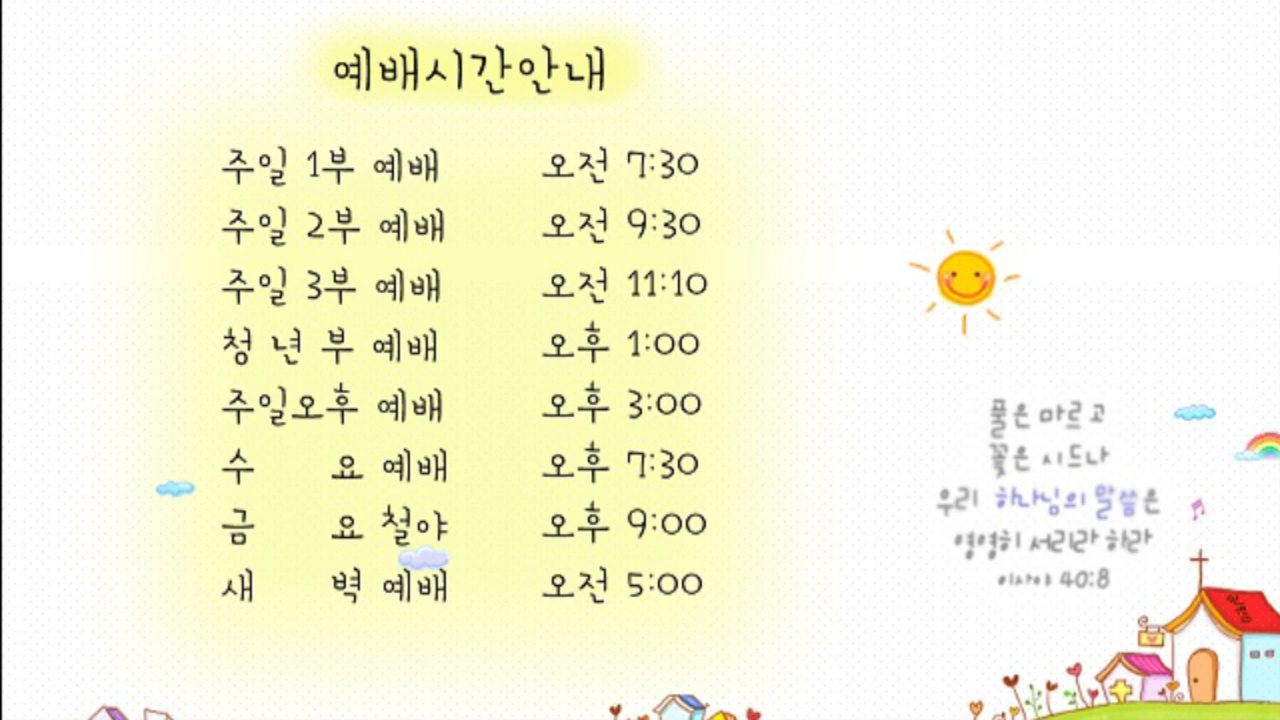 예배시간안내
주일 1부 예배 오전 7:30
주일 2부 예배 오전 9:30
주일 3부 예배 오전 11:10
청 년 부 예배 오후 1:00
주일오후 예배 오후 3:00
수 요 예배 오후 7:30
금 요 철야 오후 9:00
새 벽 예배 오전 5:00
풀은 마르고
꽃은 시드나
우리 하나님의 말씀은
영영히 서리라 하라
이사야 40:8